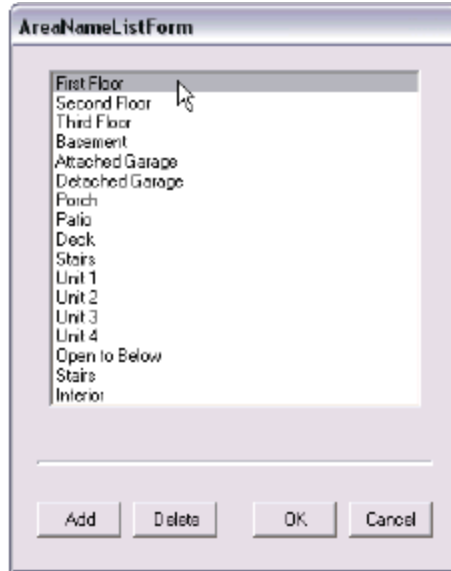 AreaNameListForm
First Floor
Second Floor
Third Floor
Basement
Attached Garage
Detached Garage
Porch
Patio
Deck
Stairs
Unit 1
Unit 2
Unit 3
Unit 4
Open to Below
Stairs
Interior
Add Delete OK Cancel